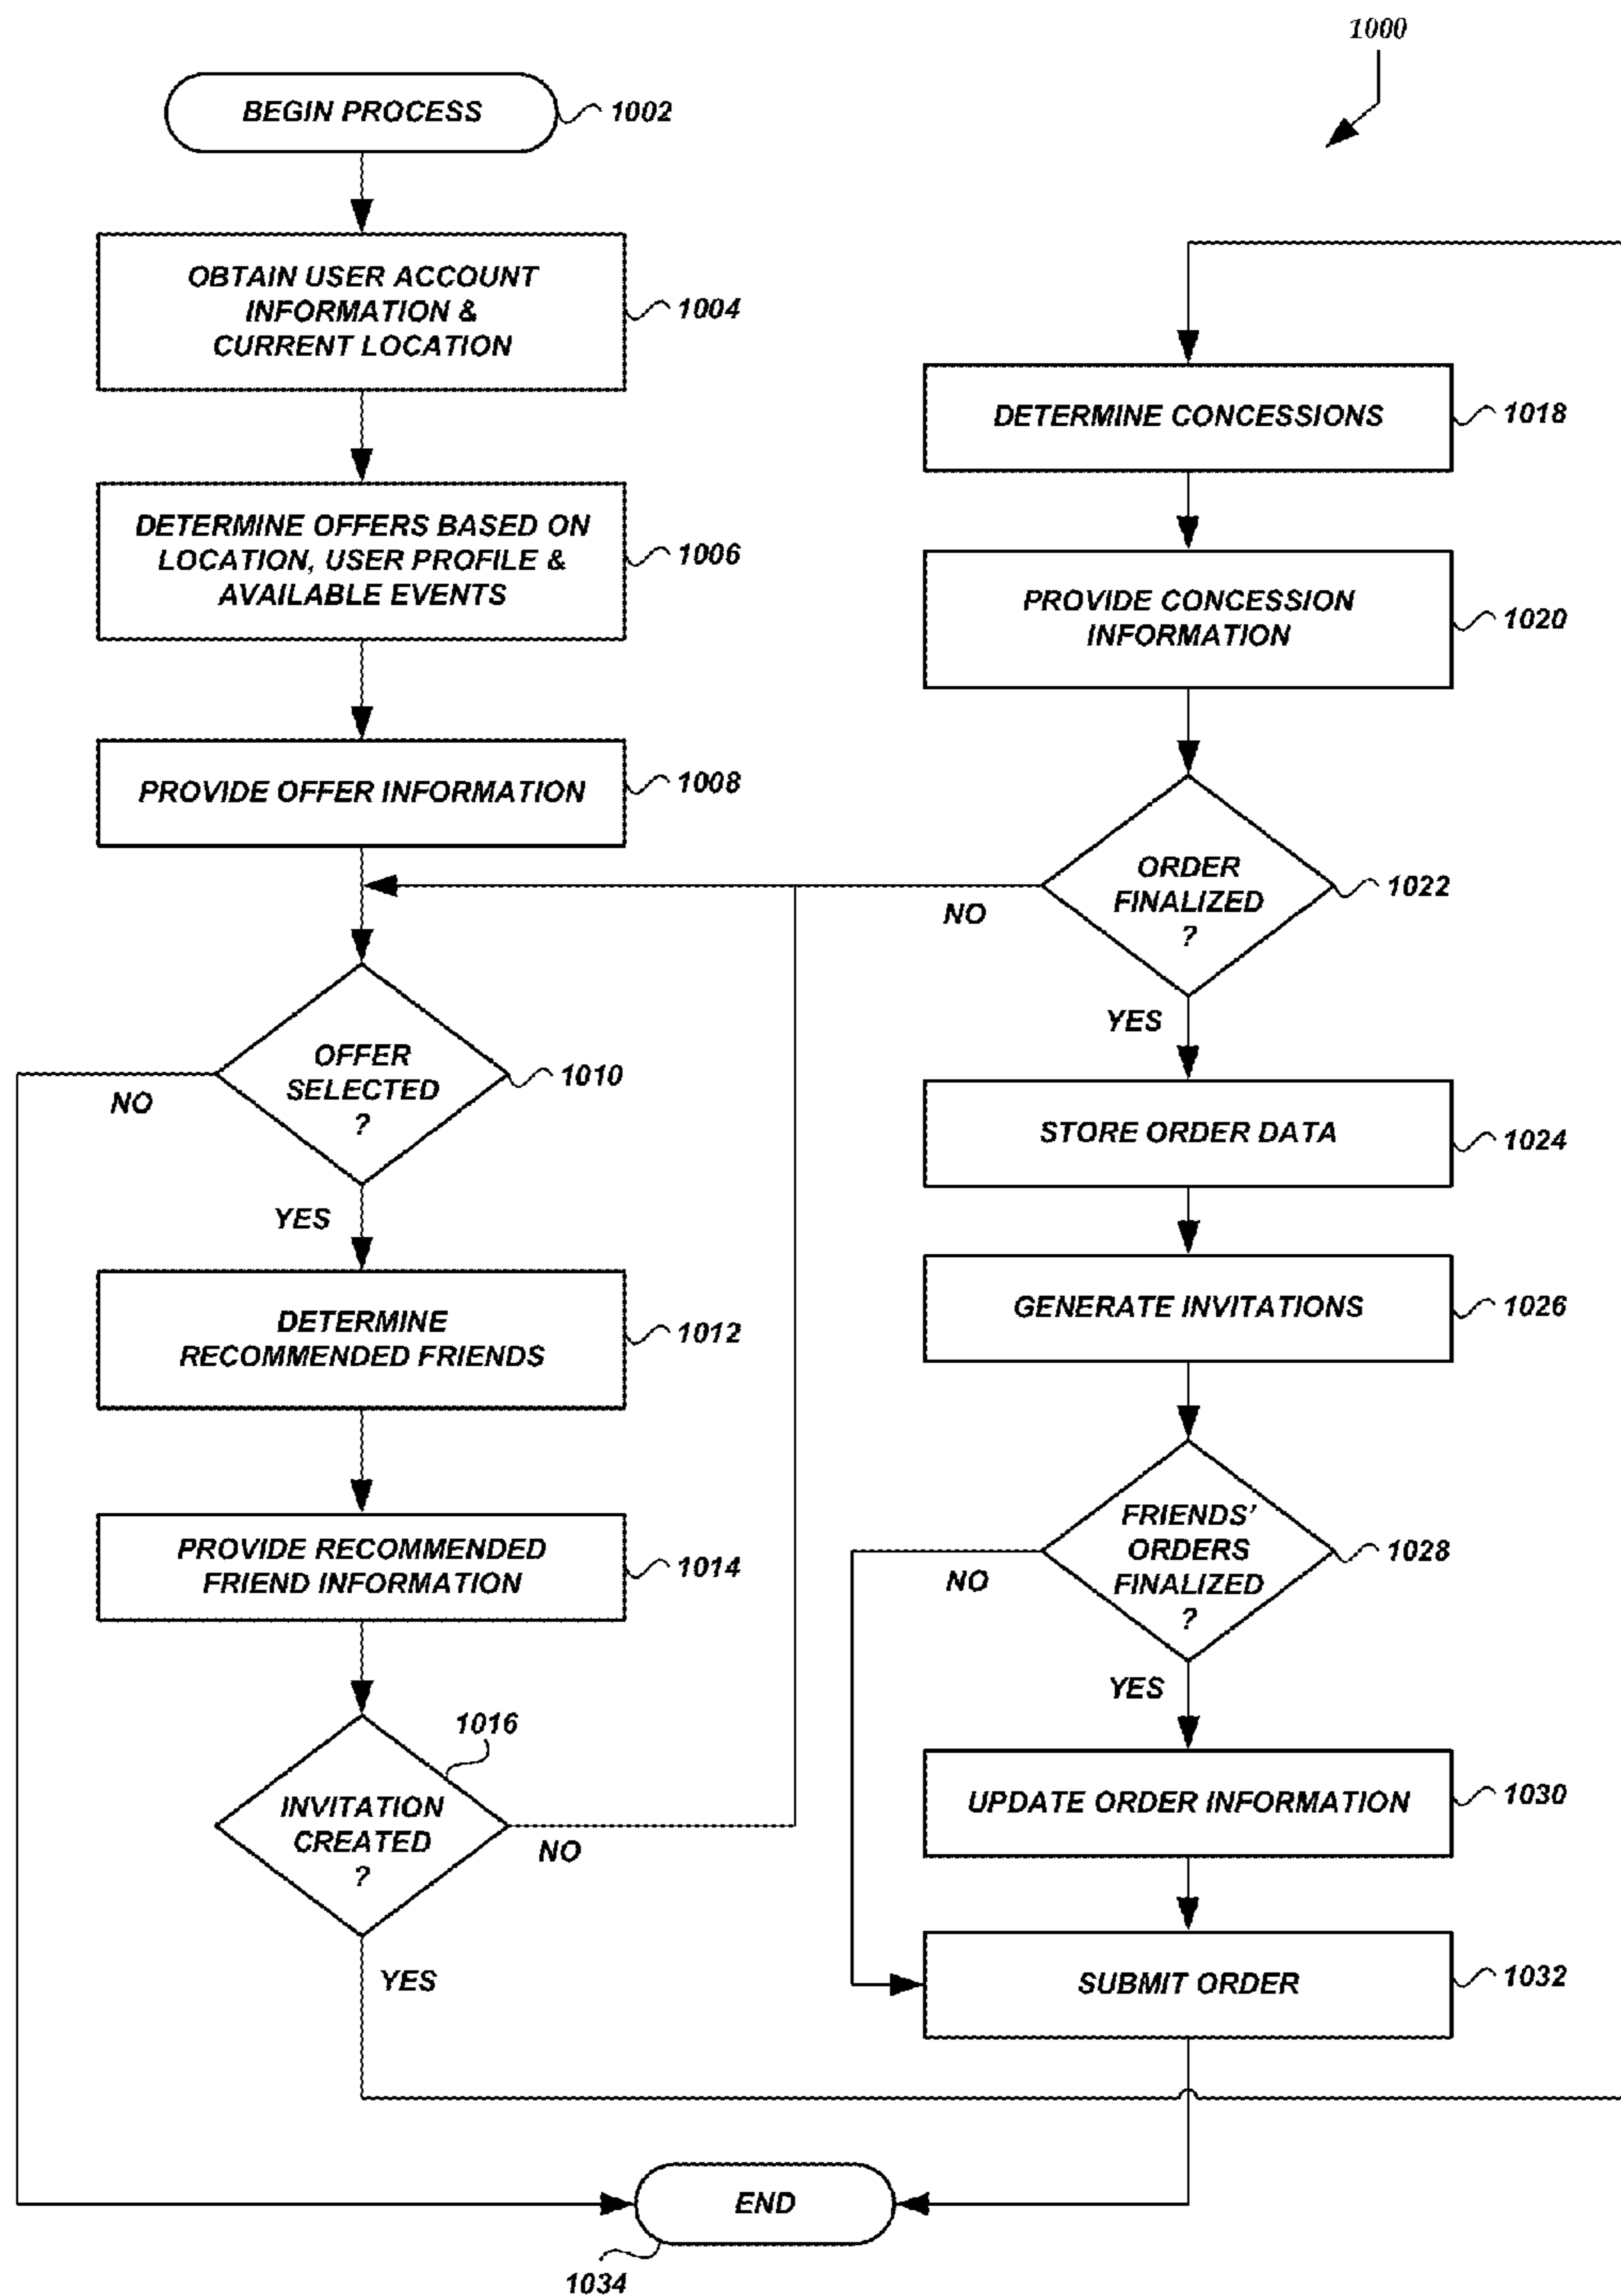 1000
BEGIN PROCESS
1002
OBTAIN USER ACCOUNT
INFORMATION &
CURRENT LOCATION
1004
DETERMINE OFFERS BASED ON
LOCATION, USER PROFILE &
AVAILABLE EVENTS
1006
PROVIDE OFFER INFORMATION
1008
OFFER
SELECTED
?
1010
NO
YES
DETERMINE
RECOMMENDED FRIENDS
1012
PROVIDE RECOMMENDED
FRIEND INFORMATION
1014
1016
INVITATION
CREATED
?
NO
YES
DETERMINE CONCESSIONS
1018
PROVIDE CONCESSION
INFORMATION
1020
ORDER
FINALIZED
?
1022
NO
YES
STORE ORDER DATA
1024
GENERATE INVITATIONS
1026
FRIENDS’
ORDERS
FINALIZED
?
1028
NO
YES
UPDATE ORDER INFORMATION
1030
SUBMIT ORDER
1032
END
1034